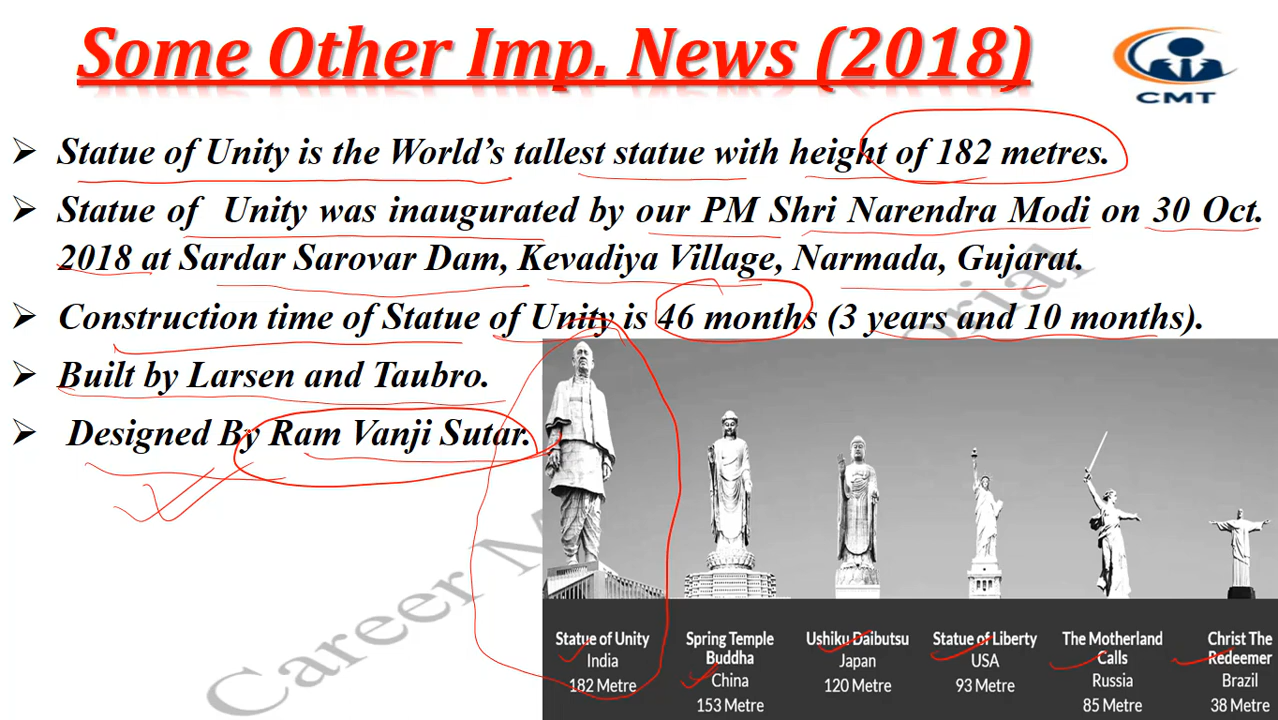 Some Other Imp. News (2018)
CMT
➢ Statue of Unity is the World's tallest statue with height of 182 metres.
➢ Statue of Unity was inaugurated by our PM Shri Narendra Modi on 30 Oct.
2018 at Sardar Sarovar Dam, Kevadiya Village, Narmada, Gujarat.
➢ Construction time of Statue of Unity is 46 months (3 years and 10 months).
➢ Built by Larsen and Taubro.
➢ Designed By Ram Vanji Sutar.
Career M
Statue of Unity
India
182 Metre
Spring Temple
Buddha
China
153 Metre
Ushiku Daibutsu
Japan
120 Metre
Statue of Liberty
USA
93 Metre
The Motherland
Calls
Russia
85 Metre
Christ The
Redeemer
Brazil
38 Metre